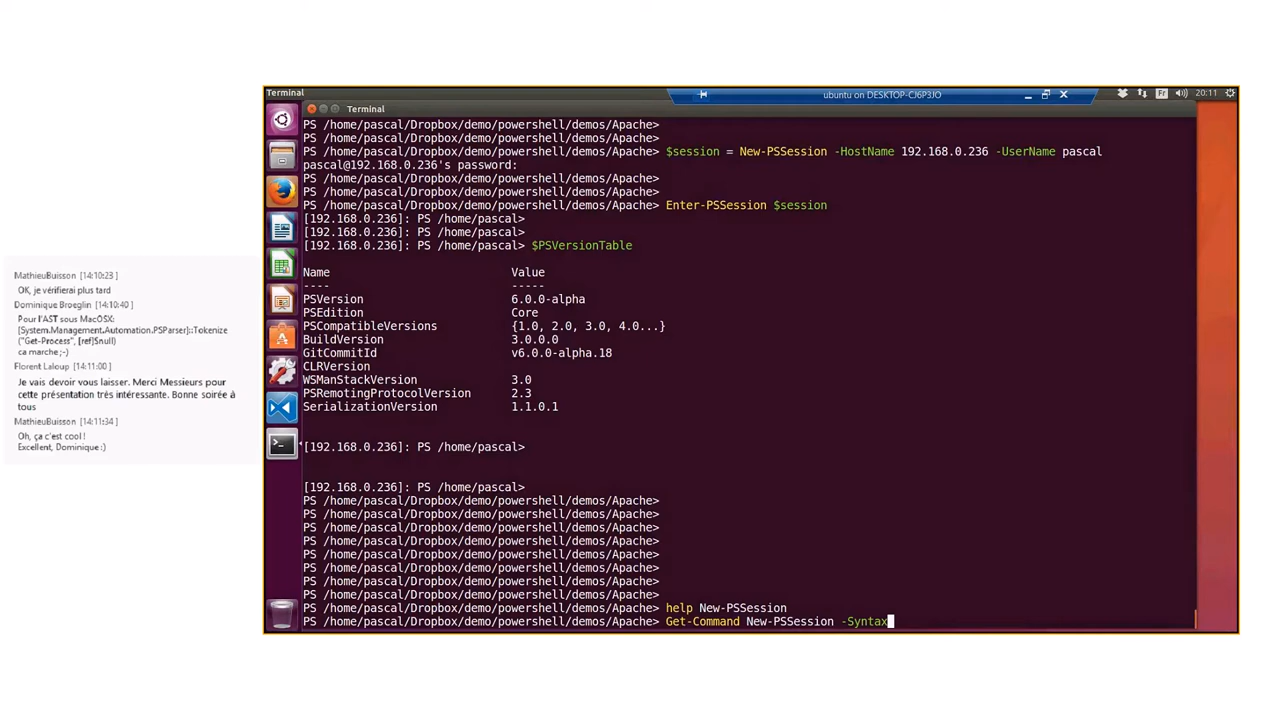 MathieuBuisson [14:10:23 ]
OK, je vérifierai plus tard
Dominique Broeglin [14:10:40 ]
Pour l'AST sous MacOSX:
[System.Management.Automation.PSParser]::Tokenize
("Get-Process", [ref]$null)
ca marche ;-)
Florent Laloup [14:11:00 ]
Je vais devoir vous laisser. Merci Messieurs pour
cette présentation très intéressante. Bonne soirée à
tous
MathieuBuisson [14:11:34 ]
Oh, ça c'est cool !
Excellent, Dominique :)
Terminal
ubuntu on DESKTOP-CJ6P3JO
Fr
20:11
Terminal
PS /home/pascal/Dropbox/demo/powershell/demos/Apache>
PS /home/pascal/Dropbox/demo/powershell/demos/Apache>
PS /home/pascal/Dropbox/demo/powershell/demos/Apache> $session = New-PSSession -HostName 192.168.0.236 -UserName pascal
pascal@192.168.0.236's password:
PS /home/pascal/Dropbox/demo/powershell/demos/Apache>
PS /home/pascal/Dropbox/demo/powershell/demos/Apache>
PS /home/pascal/Dropbox/demo/powershell/demos/Apache> Enter-PSSession $session
[192.168.0.236]: PS /home/pascal>
[192.168.0.236]: PS /home/pascal>
[192.168.0.236]: PS /home/pascal> $PSVersionTable
Name Value
---- -----
PSVersion 6.0.0-alpha
PSEdition Core
PSCompatibleVersions {1.0, 2.0, 3.0, 4.0...}
BuildVersion 3.0.0.0
GitCommitId v6.0.0-alpha.18
CLRVersion
WSManStackVersion 3.0
PSRemotingProtocolVersion 2.3
SerializationVersion 1.1.0.1
[192.168.0.236]: PS /home/pascal>
[192.168.0.236]: PS /home/pascal>
PS /home/pascal/Dropbox/demo/powershell/demos/Apache>
PS /home/pascal/Dropbox/demo/powershell/demos/Apache>
PS /home/pascal/Dropbox/demo/powershell/demos/Apache>
PS /home/pascal/Dropbox/demo/powershell/demos/Apache>
PS /home/pascal/Dropbox/demo/powershell/demos/Apache>
PS /home/pascal/Dropbox/demo/powershell/demos/Apache>
PS /home/pascal/Dropbox/demo/powershell/demos/Apache>
PS /home/pascal/Dropbox/demo/powershell/demos/Apache>
PS /home/pascal/Dropbox/demo/powershell/demos/Apache> help New-PSSession
PS /home/pascal/Dropbox/demo/powershell/demos/Apache> Get-Command New-PSSession -Syntax